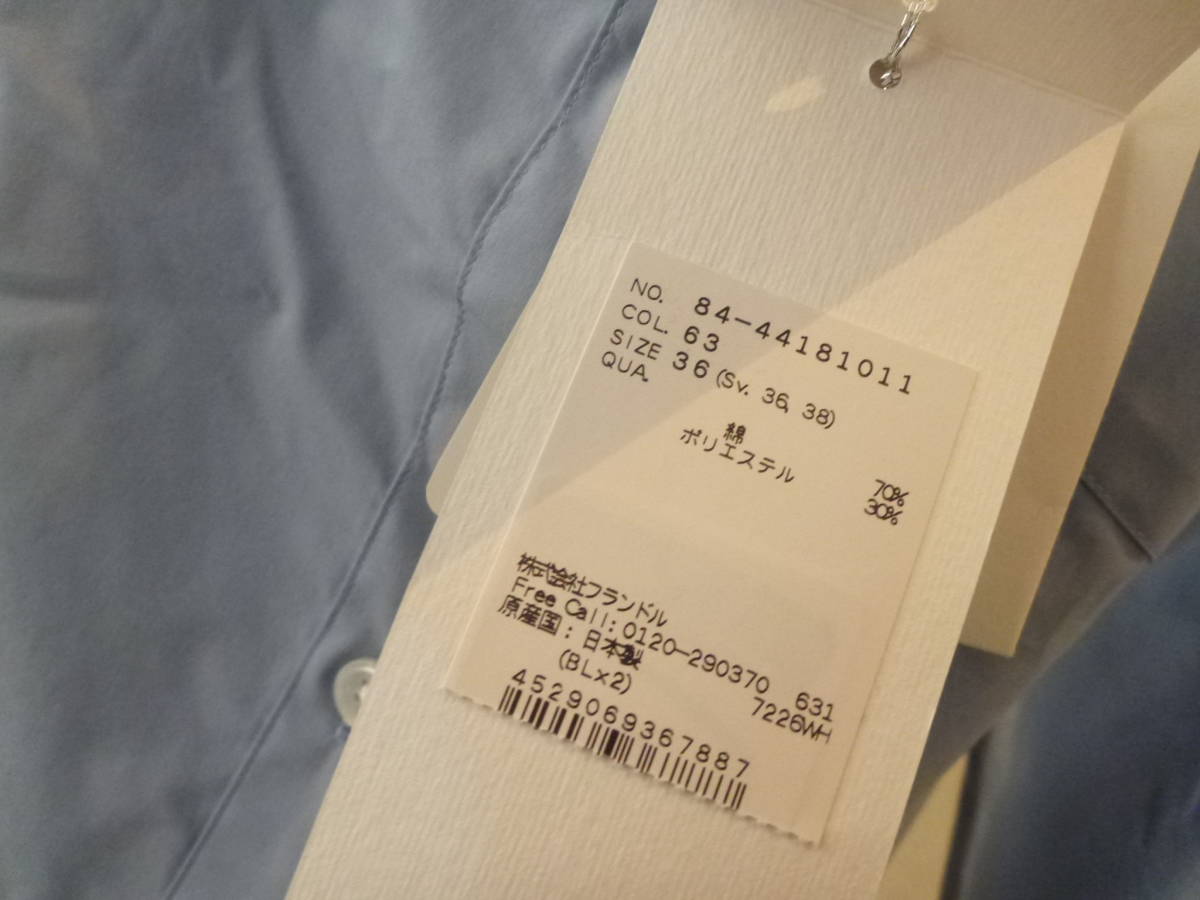 NO. 84-44181011
COL. 63
SIZE 36 (Sv. 36, 38)
QUA.
綿 70%
ポリエステル 30%
株式会社フランドル
Free Call: 0120-290370 631
原産国: 日本製 7226WH
(BL×2)
4529069367887